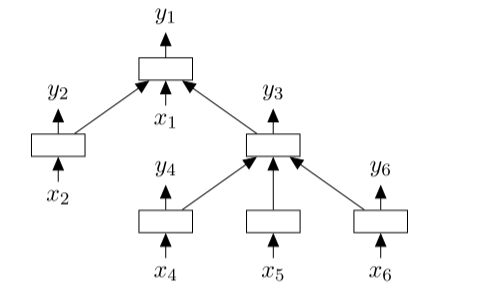 y₁
y₂ y₃
x₁
y₄ y₆
x₂
x₄ x₅ x₆